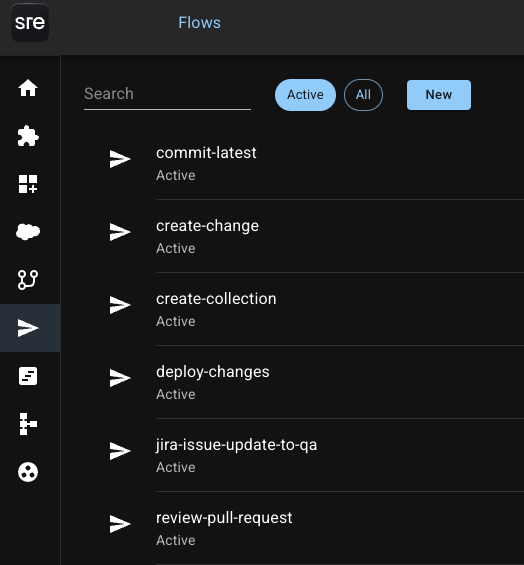 sre
Flows
Search
Active
All
New
commit-latest
Active
create-change
Active
create-collection
Active
deploy-changes
Active
jira-issue-update-to-qa
Active
review-pull-request
Active